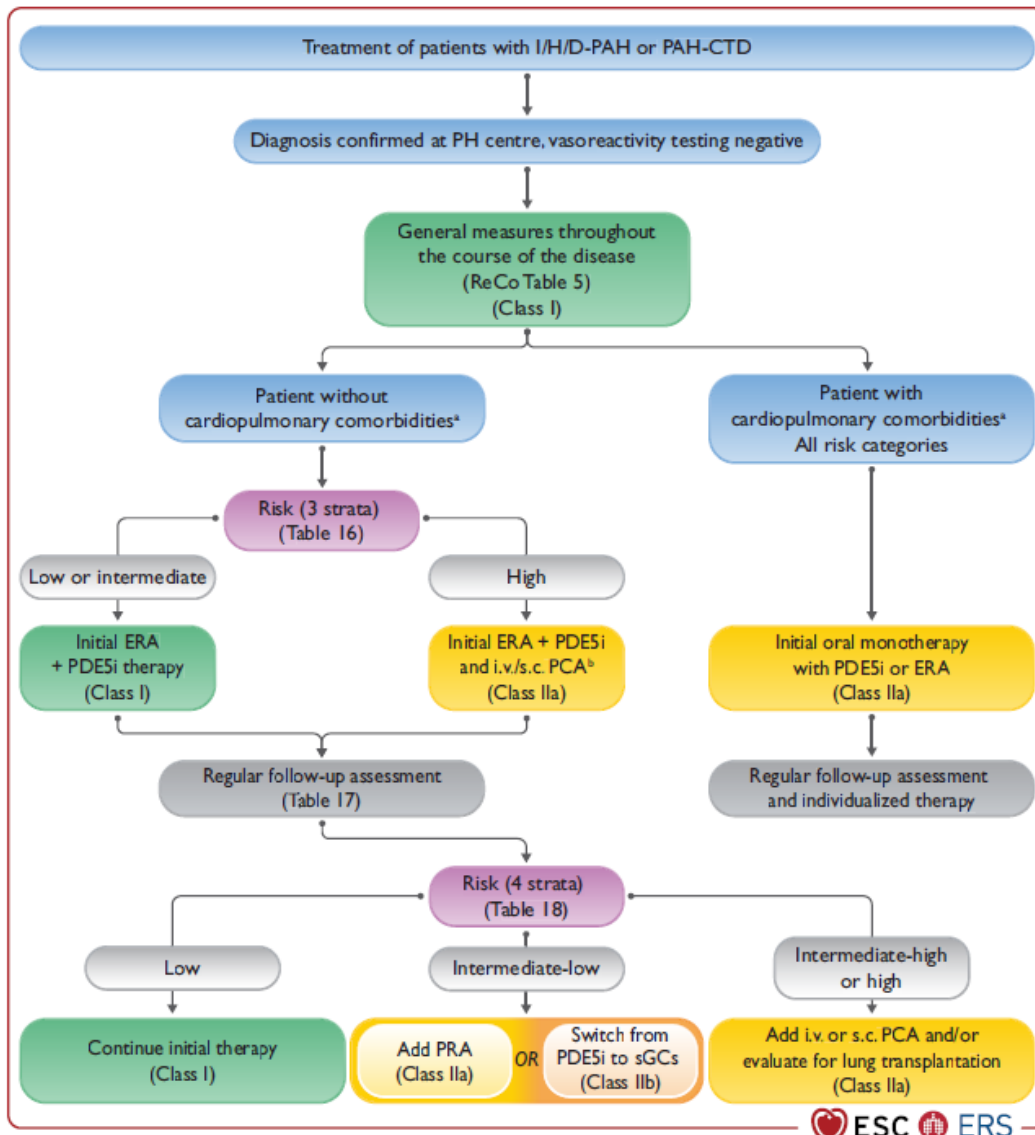 Treatment of patients with I/H/D-PAH or PAH-CTD
Diagnosis confirmed at PH centre, vasoreactivity testing negative
General measures throughout
the course of the disease
(ReCo Table 5)
(Class I)
Patient without
cardiopulmonary comorbiditiesᵃ
Patient with
cardiopulmonary comorbiditiesᵃ
All risk categories
Risk (3 strata)
(Table 16)
Low or intermediate
High
Initial ERA
+ PDE5i therapy
(Class I)
Initial ERA + PDE5i
and i.v./s.c. PCAᵇ
(Class IIa)
Initial oral monotherapy
with PDE5i or ERA
(Class IIa)
Regular follow-up assessment
(Table 17)
Regular follow-up assessment
and individualized therapy
Risk (4 strata)
(Table 18)
Low
Intermediate-low
Intermediate-high
or high
Continue initial therapy
(Class I)
Add PRA
(Class IIa)
OR
Switch from
PDE5i to sGCs
(Class IIb)
Add i.v. or s.c. PCA and/or
evaluate for lung transplantation
(Class IIa)
ESC ERS